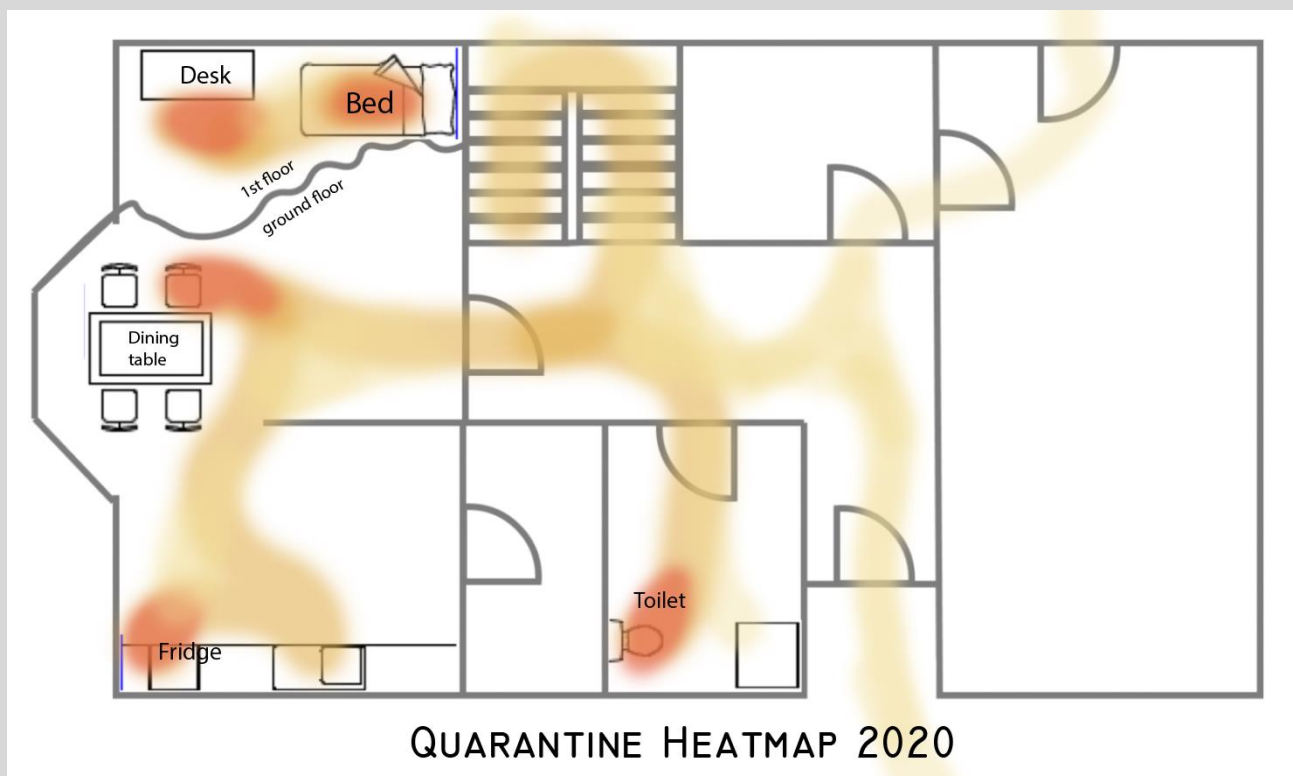 Desk
Bed
1st floor
ground floor
Dining
table
Toilet
Fridge
QUARANTINE HEATMAP 2020